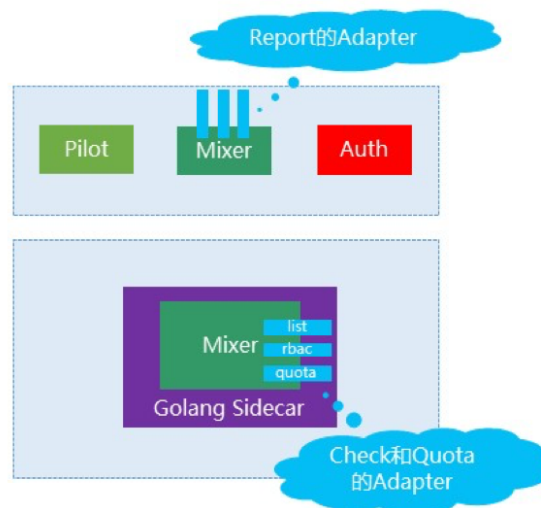 Report的Adapter
Pilot
Mixer
Auth
Mixer
list
rbac
quota
Golang Sidecar
Check和Quota
的Adapter